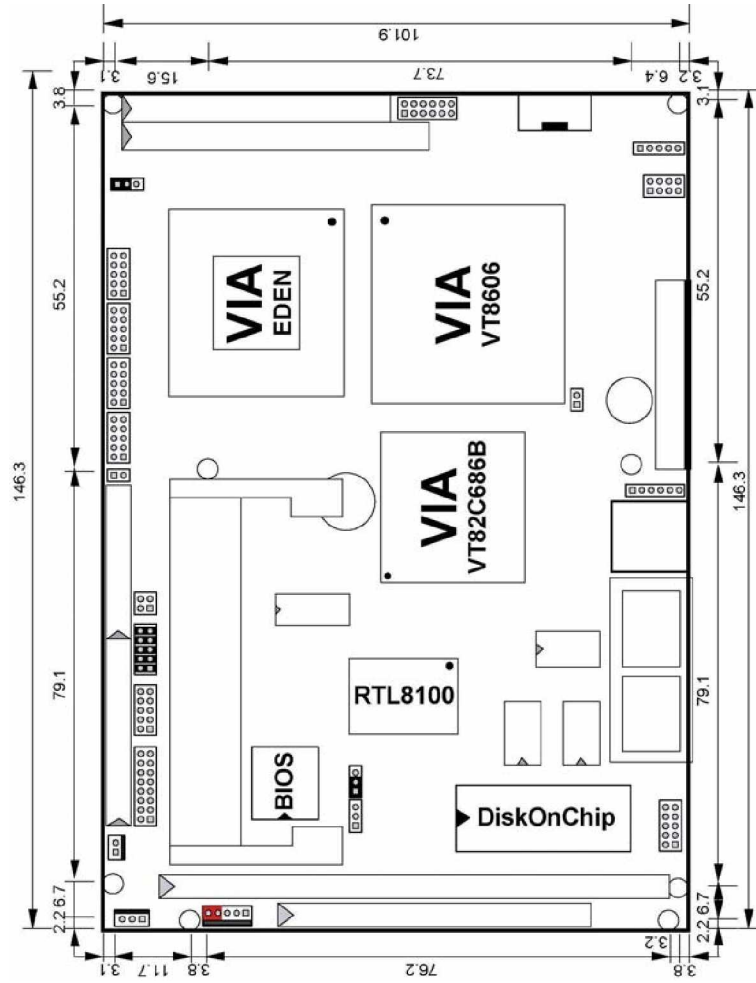 101.9
3.1
15.6
73.7
6.4
3.2
3.8
3.1
55.2
55.2
VIA
EDEN
VIA
VT8606
146.3
146.3
VIA
VT82C686B
79.1
79.1
RTL8100
BIOS
DiskOnChip
6.7
6.7
2.2
2.2
3.2
3.1
11.7
3.8
76.2
3.8